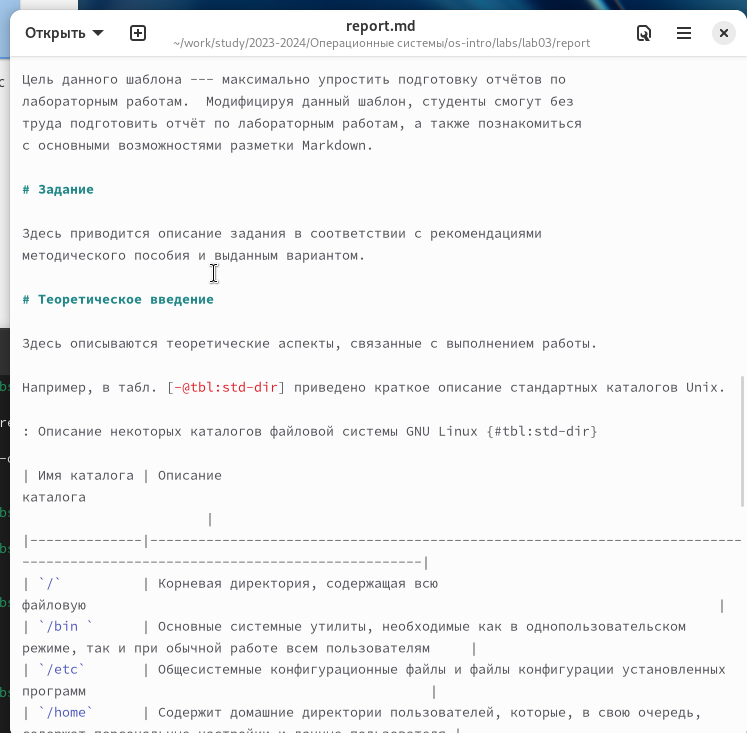 Открыть
report.md
~/work/study/2023-2024/Операционные системы/os-intro/labs/lab03/report
Цель данного шаблона --- максимально упростить подготовку отчётов по
лабораторным работам.  Модифицируя данный шаблон, студенты смогут без
труда подготовить отчёт по лабораторным работам, а также познакомиться
с основными возможностями разметки Markdown.
# Задание
Здесь приводится описание задания в соответствии с рекомендациями
методического пособия и выданным вариантом.
# Теоретическое введение
Здесь описываются теоретические аспекты, связанные с выполнением работы.
Например, в табл. [-@tbl:std-dir] приведено краткое описание стандартных каталогов Unix.
: Описание некоторых каталогов файловой системы GNU Linux {#tbl:std-dir}
| Имя каталога | Описание
каталога
|
|--------------|--------------------------------------------------------------------------
--------------------------------------------------|
| `/`          | Корневая директория, содержащая всю
файловую |
| `/bin `      | Основные системные утилиты, необходимые как в однопользовательском
режиме, так и при обычной работе всем пользователям     |
| `/etc`       | Общесистемные конфигурационные файлы и файлы конфигурации установленных
программ |
| `/home`      | Содержит домашние директории пользователей, которые, в свою очередь,
содержат персональные настройки и данные пользователя |